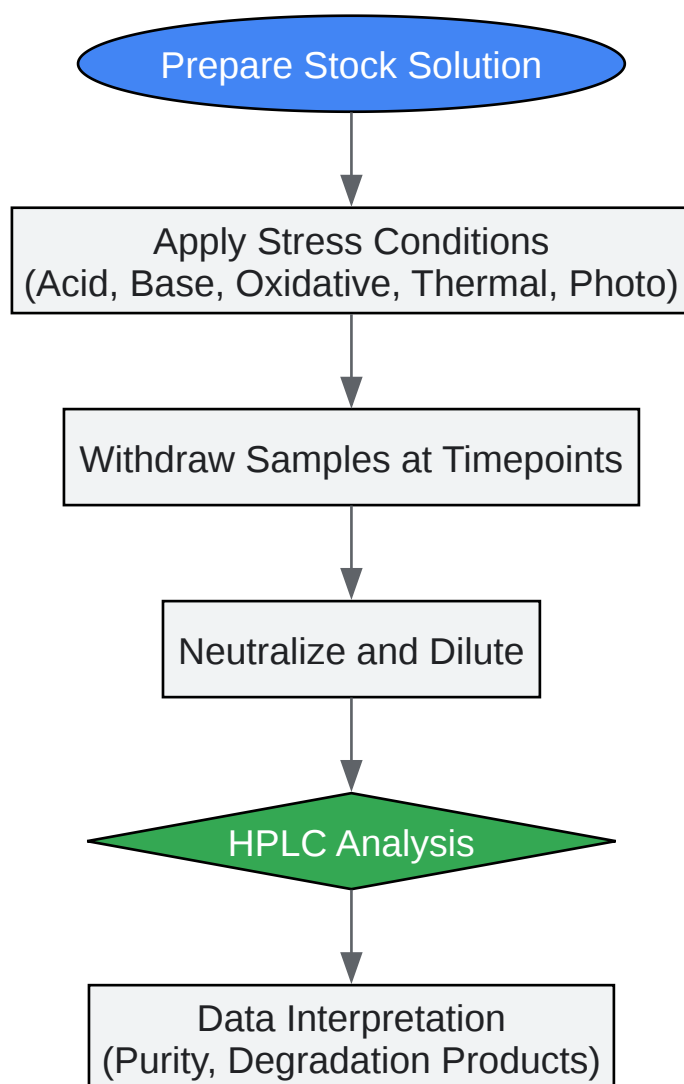 Prepare Stock Solution
Apply Stress Conditions
(Acid, Base, Oxidative, Thermal, Photo)
Withdraw Samples at Timepoints
Neutralize and Dilute
HPLC Analysis
Data Interpretation
(Purity, Degradation Products)